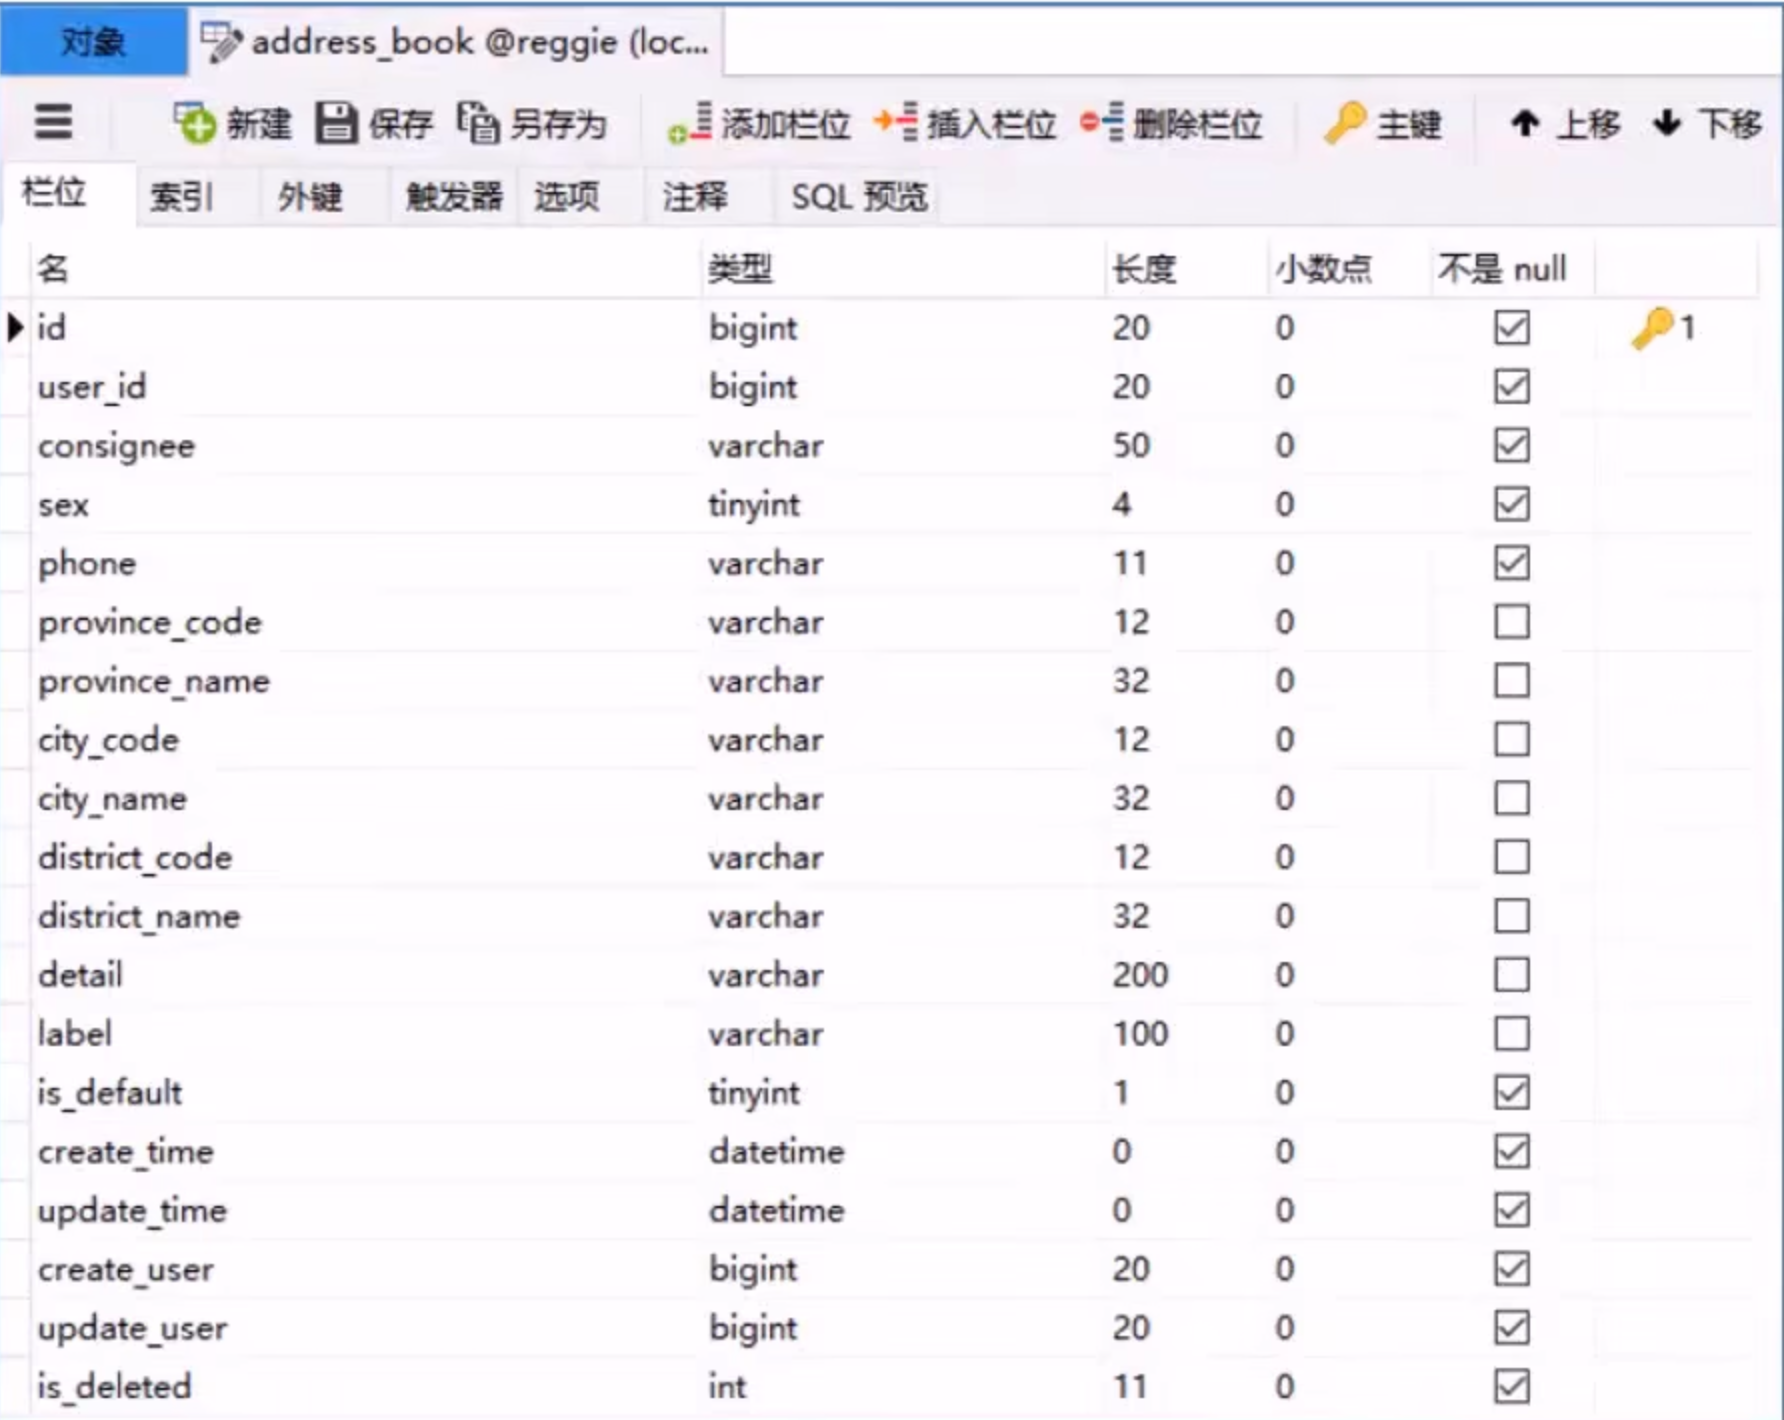 对象 address_book @reggie (loc...
新建 保存 另存为 添加栏位 插入栏位 删除栏位 主键 上移 下移
栏位 索引 外键 触发器 选项 注释 SQL 预览
名 类型 长度 小数点 不是 null
id bigint 20 0 1
user_id bigint 20 0
consignee varchar 50 0
sex tinyint 4 0
phone varchar 11 0
province_code varchar 12 0
province_name varchar 32 0
city_code varchar 12 0
city_name varchar 32 0
district_code varchar 12 0
district_name varchar 32 0
detail varchar 200 0
label varchar 100 0
is_default tinyint 1 0
create_time datetime 0 0
update_time datetime 0 0
create_user bigint 20 0
update_user bigint 20 0
is_deleted int 11 0